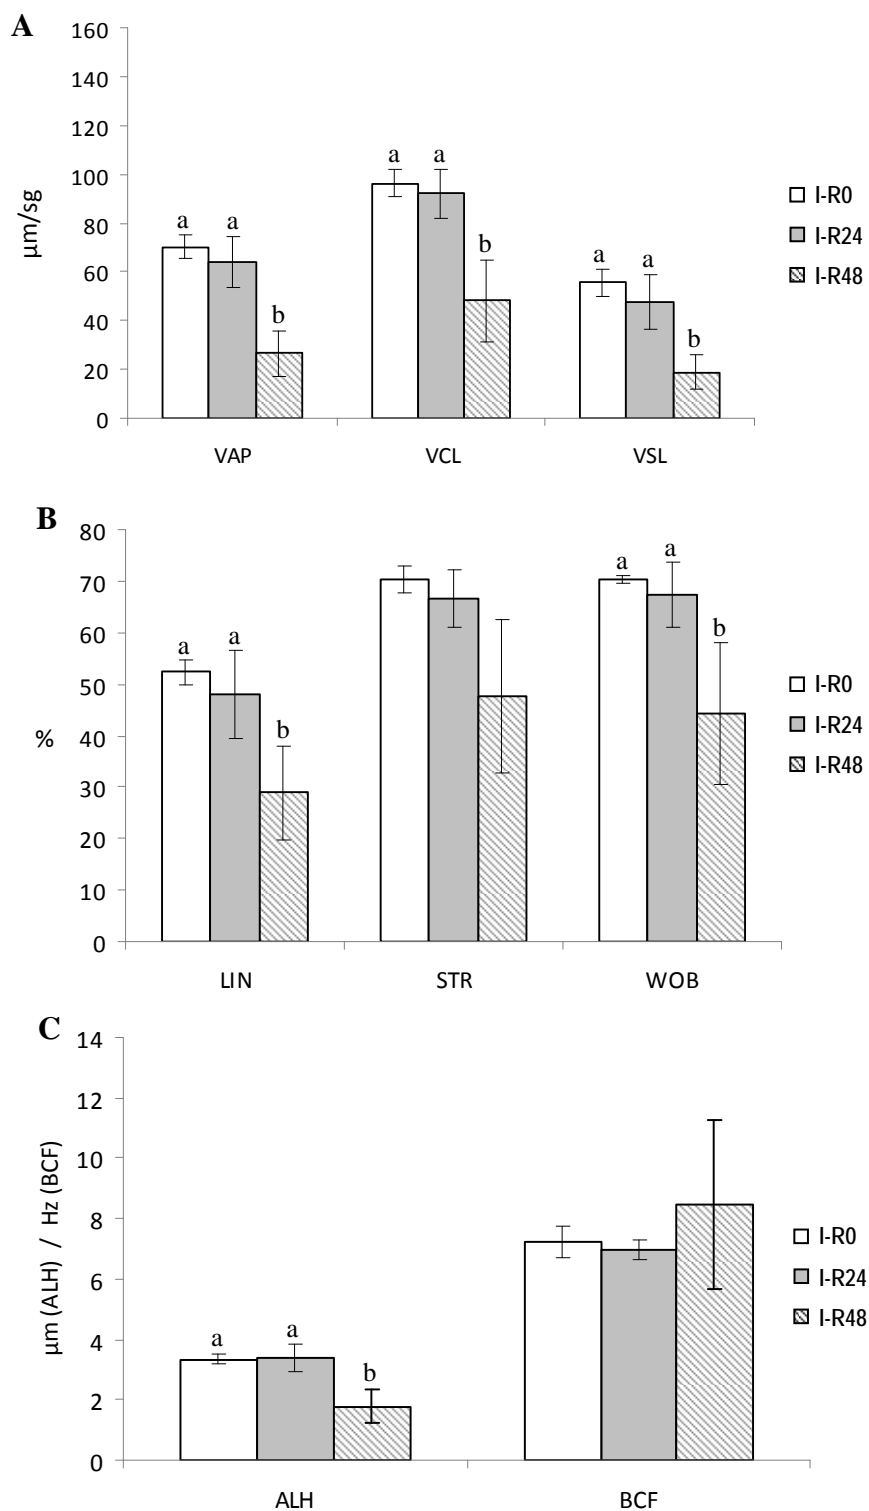 A
160
140
120
100
80
60
40
20
0
µm/sg
a
a
b
a
a
b
a
a
b
VAP
VCL
VSL
I-R0
I-R24
I-R48
B
80
70
60
50
40
30
20
10
0
%
a
a
b
a
a
b
LIN
STR
WOB
I-R0
I-R24
I-R48
C
14
12
10
8
6
4
2
0
µm (ALH) / Hz (BCF)
a
a
b
ALH
BCF
I-R0
I-R24
I-R48